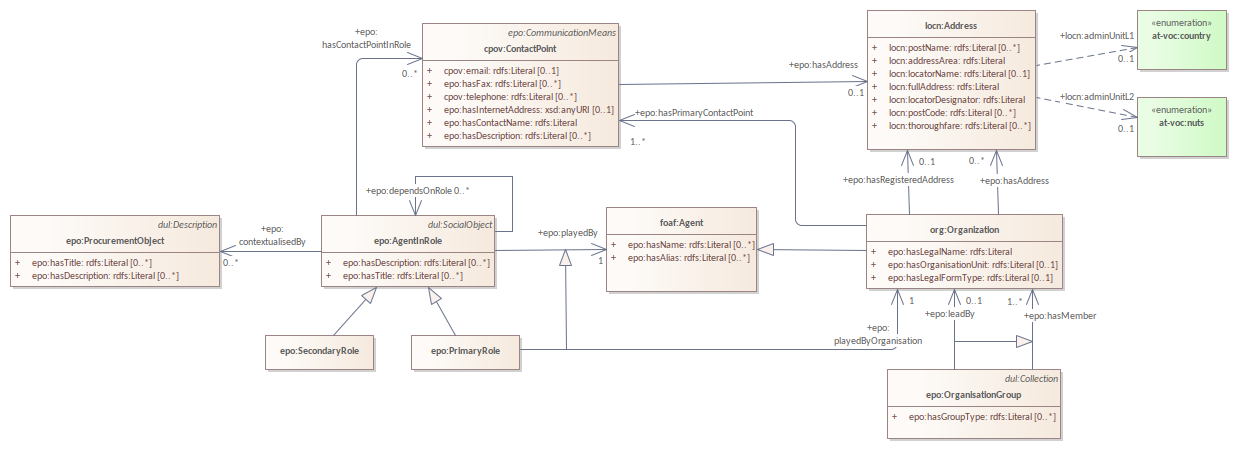 +epo:
hasContactPointInRole
0..*
epo:CommunicationMeans
cpov:ContactPoint
+ cpov:email: rdfs:Literal [0..1]
+ epo:hasFax: rdfs:Literal [0..*]
+ cpov:telephone: rdfs:Literal [0..*]
+ epo:hasInternetAddress: xsd:anyURI [0..1]
+ epo:hasContactName: rdfs:Literal
+ epo:hasDescription: rdfs:Literal [0..*]
+epo:hasAddress
0..1
locn:Address
+ locn:postName: rdfs:Literal [0..*]
+ locn:addressArea: rdfs:Literal
+ locn:locatorName: rdfs:Literal [0..1]
+ locn:fullAddress: rdfs:Literal
+ locn:locatorDesignator: rdfs:Literal
+ locn:postCode: rdfs:Literal [0..*]
+ locn:thoroughfare: rdfs:Literal [0..*]
+locn:adminUnitL1
0..1
«enumeration»
at-voc:country
+locn:adminUnitL2
0..1
«enumeration»
at-voc:nuts
+epo:hasPrimaryContactPoint
1..*
0..1
+epo:hasRegisteredAddress
0..*
+epo:hasAddress
+epo:dependsOnRole 0..*
dul:Description
epo:ProcurementObject
+ epo:hasTitle: rdfs:Literal [0..*]
+ epo:hasDescription: rdfs:Literal [0..*]
+epo:
contextualisedBy
0..*
dul:SocialObject
epo:AgentInRole
+ epo:hasDescription: rdfs:Literal [0..*]
+ epo:hasTitle: rdfs:Literal [0..*]
+epo:playedBy
1
foaf:Agent
+ epo:hasName: rdfs:Literal [0..*]
+ epo:hasAlias: rdfs:Literal [0..*]
org:Organization
+ epo:hasLegalName: rdfs:Literal
+ epo:hasOrganisationUnit: rdfs:Literal [0..1]
+ epo:hasLegalFormType: rdfs:Literal [0..1]
epo:SecondaryRole
epo:PrimaryRole
1
+epo:
playedByOrganisation
0..1
+epo:leadBy
1..*
+epo:hasMember
dul:Collection
epo:OrganisationGroup
+ epo:hasGroupType: rdfs:Literal [0..*]